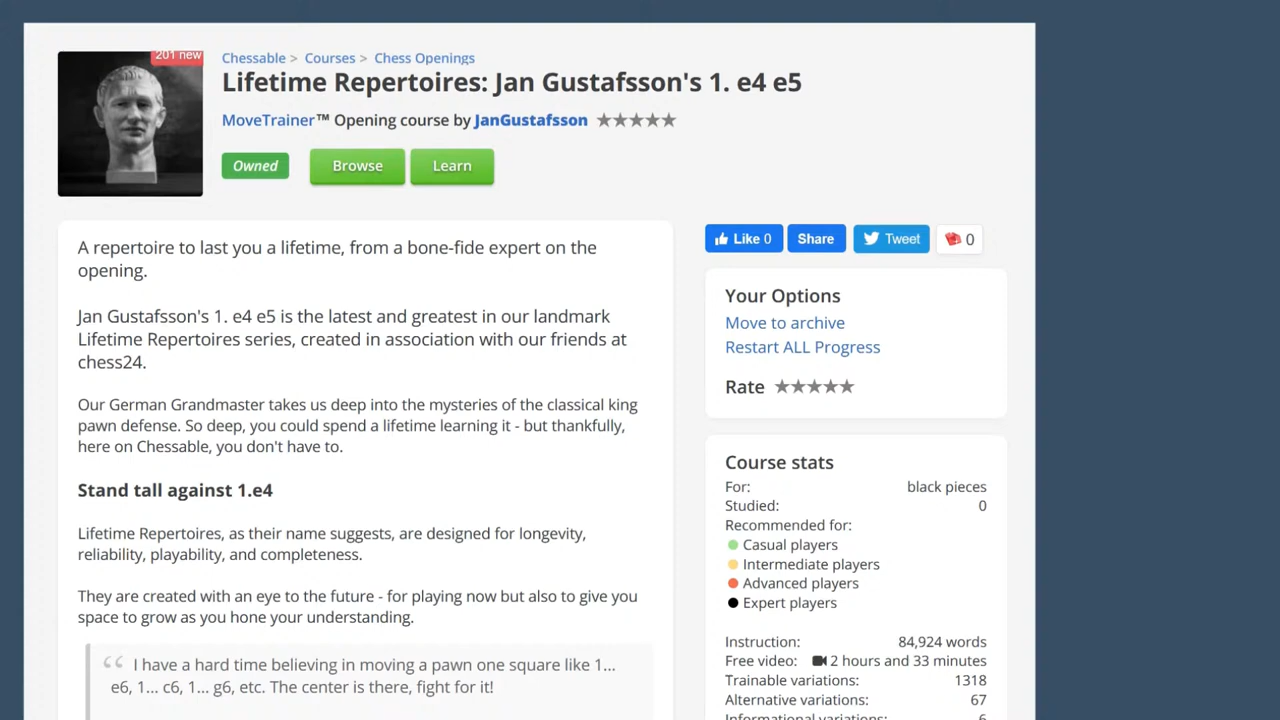 201 new
Chessable > Courses > Chess Openings
Lifetime Repertoires: Jan Gustafsson's 1. e4 e5
MoveTrainer™ Opening course by JanGustafsson ★★★★★
Owned
Browse
Learn
A repertoire to last you a lifetime, from a bone-fide expert on the
opening.
Jan Gustafsson's 1. e4 e5 is the latest and greatest in our landmark
Lifetime Repertoires series, created in association with our friends at
chess24.
Our German Grandmaster takes us deep into the mysteries of the classical king
pawn defense. So deep, you could spend a lifetime learning it - but thankfully,
here on Chessable, you don't have to.
Stand tall against 1.e4
Lifetime Repertoires, as their name suggests, are designed for longevity,
reliability, playability, and completeness.
They are created with an eye to the future - for playing now but also to give you
space to grow as you hone your understanding.
“ I have a hard time believing in moving a pawn one square like 1...
e6, 1... c6, 1... g6, etc. The center is there, fight for it!
Like 0
Share
Tweet
0
Your Options
Move to archive
Restart ALL Progress
Rate ★★★★★
Course stats
For: black pieces
Studied: 0
Recommended for:
Casual players
Intermediate players
Advanced players
Expert players
Instruction: 84,924 words
Free video: 2 hours and 33 minutes
Trainable variations: 1318
Alternative variations: 67
Informational variations: 6